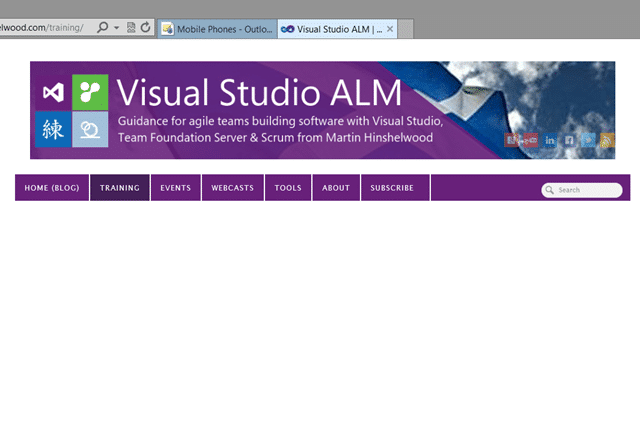 elwood.com/training/
Mobile Phones - Outlo...
Visual Studio ALM | ...
Visual Studio ALM
Guidance for agile teams building software with Visual Studio,
Team Foundation Server & Scrum from Martin Hinshelwood
練
HOME (BLOG)
TRAINING
EVENTS
WEBCASTS
TOOLS
ABOUT
SUBSCRIBE
Search